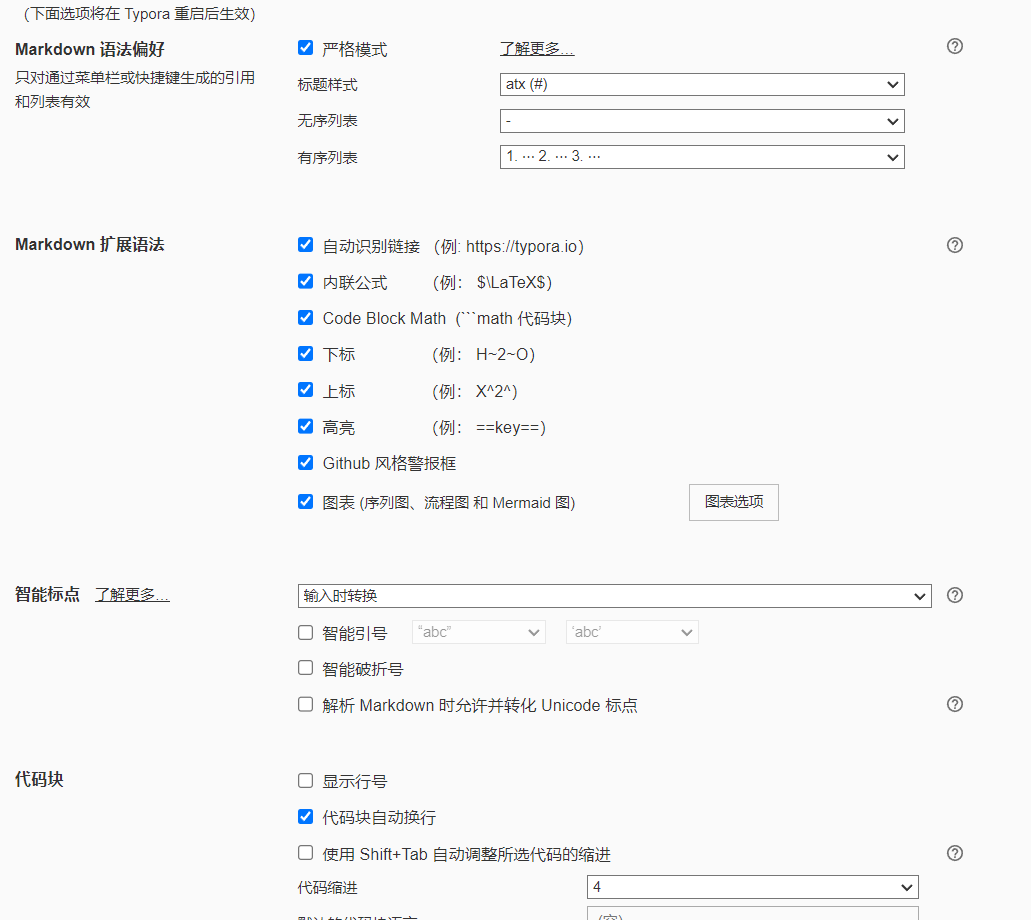 (下面选项将在 Typora 重启后生效)
Markdown 语法偏好
只对通过菜单栏或快捷键生成的引用
和列表有效
严格模式 了解更多...
标题样式 atx (#)
无序列表 -
有序列表 1. ··· 2. ··· 3. ···
Markdown 扩展语法
自动识别链接 （例: https://typora.io）
内联公式 （例： $\LaTeX$）
Code Block Math (```math 代码块)
下标 （例： H~2~O）
上标 （例： X^2^）
高亮 （例： ==key==）
Github 风格警报框
图表 (序列图、流程图 和 Mermaid 图) 图表选项
智能标点 了解更多... 输入时转换
智能引号 “abc” ‘abc’
智能破折号
解析 Markdown 时允许并转化 Unicode 标点
代码块
显示行号
代码块自动换行
使用 Shift+Tab 自动调整所选代码的缩进
代码缩进 4